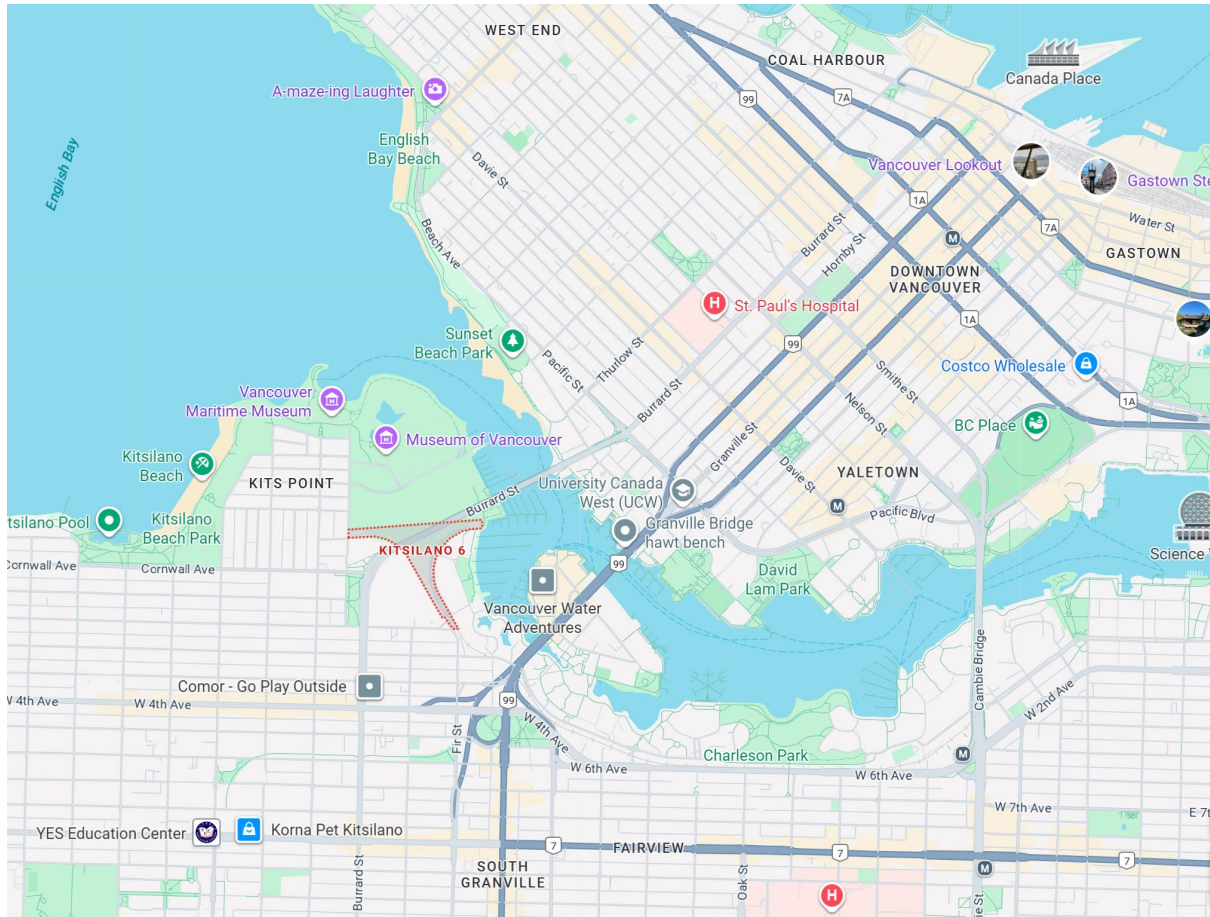 WEST END
COAL HARBOUR
Canada Place
A-maze-ing Laughter
99
7A
English
Bay Beach
English Bay
Davie St
Vancouver Lookout
Gastown Ste
1A
Water St
Beach Ave
Burrard St
Hornby St
M
7A
GASTOWN
DOWNTOWN
VANCOUVER
H
St. Paul's Hospital
1A
Sunset
Beach Park
99
Pacific St
Thurlow St
Smithe St
Costco Wholesale
Vancouver
Maritime Museum
Burrard St
Nelson St
1A
Museum of Vancouver
Granville St
BC Place
Kitsilano
Beach
KITS POINT
Davie St
YALETOWN
University Canada
West (UCW)
Burrard St
M
Pacific Blvd
tsilano Pool
Kitsilano
Beach Park
Granville Bridge
hawt bench
KITSILANO 6
Science W
Cornwall Ave
Cornwall Ave
99
David
Lam Park
Vancouver Water
Adventures
Cambie Bridge
Comor - Go Play Outside
W 4th Ave
W 4th Ave
99
W 2nd Ave
W 4th Ave
Fir St
Charleson Park
M
W 6th Ave
W 6th Ave
W 7th Ave
E 7t
YES Education Center
Korna Pet Kitsilano
7
FAIRVIEW
7
7
SOUTH
GRANVILLE
Burrard St
Oak St
M
H
ie St